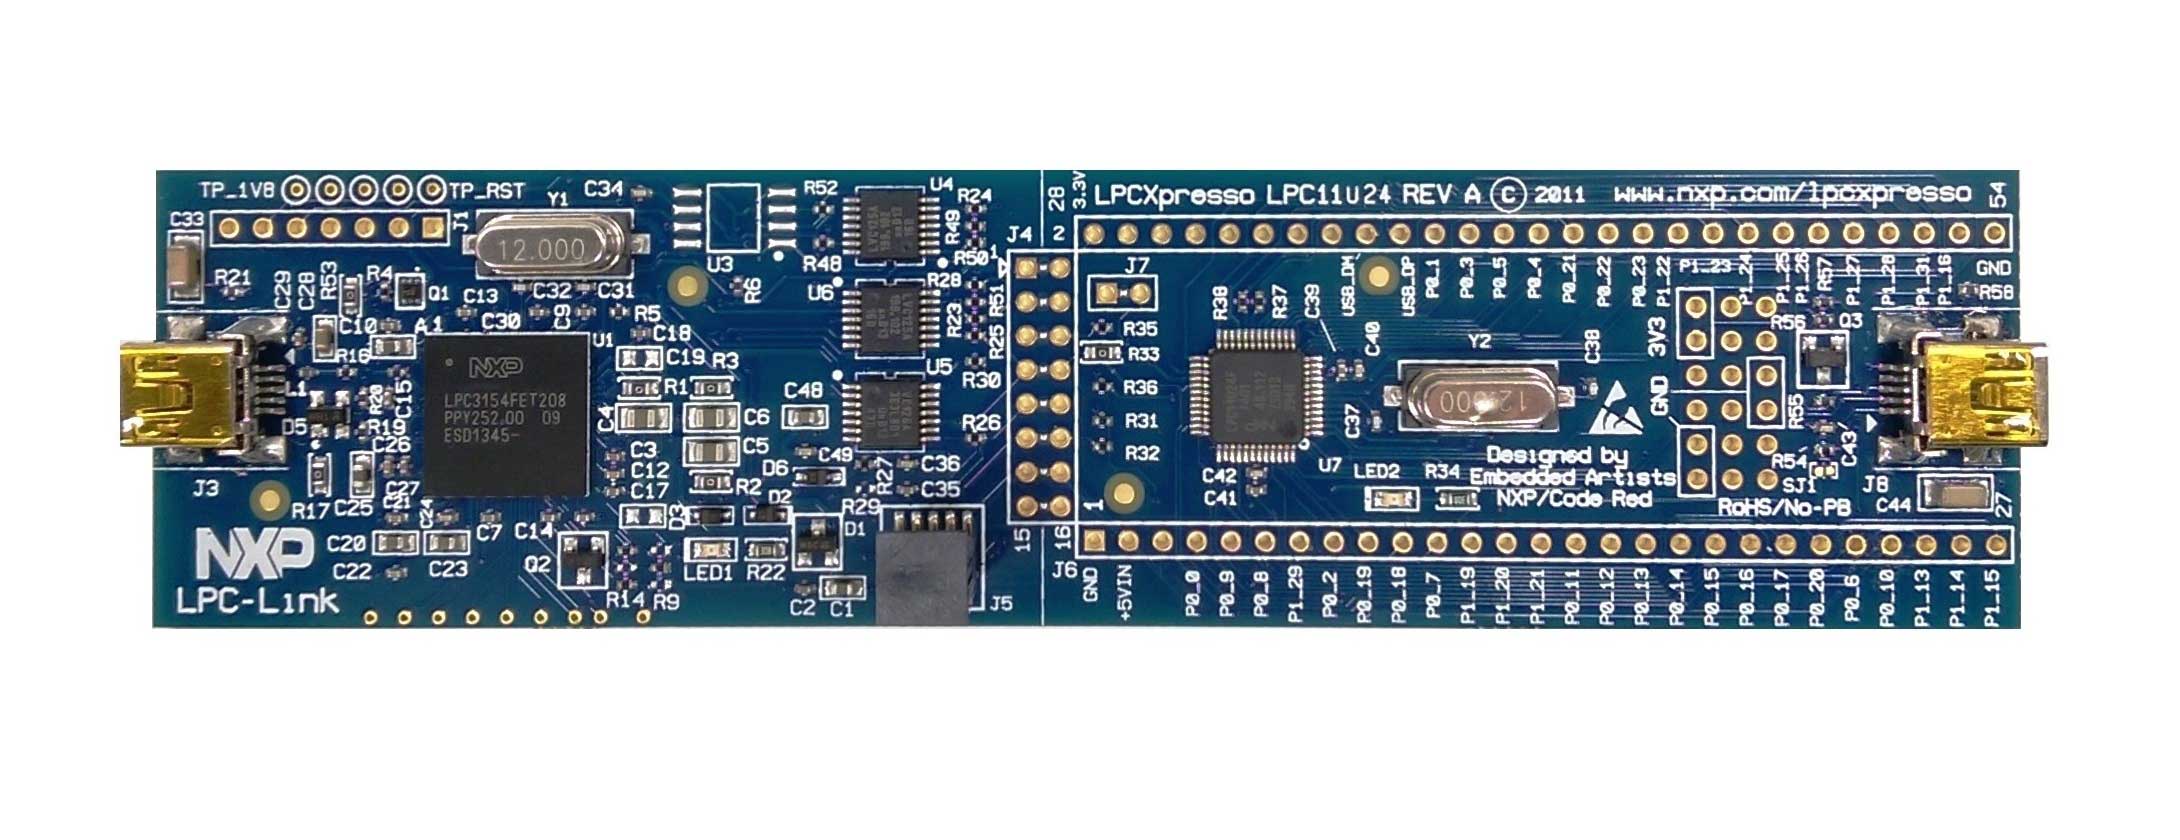 TP_1V8
TP_RST
J1
Y1
C34
12.000
C33
R21
C29
C28
R53
R4
Q1
C13
C32
C31
C9
R5
C30
A1
U1
C18
C10
R16
C19
R3
L1
R20
C15
R1
D5
R19
C26
C4
C6
C5
C3
C12
C17
R2
NXP
LPC3154FET208
PPY252.00 09
ESD1345-
J3
R17
C25
C27
C21
C24
C7
C14
C20
C22
C23
Q2
R14
R9
NXP
LPC-Link
U3
R6
R52
R48
U4
R24
R49
R50
U6
R28
R51
R23
R25
U5
R30
C48
R26
D6
C49
R27
C36
C35
R29
D3
D2
D1
LED1
R22
C2
C1
J5
J4
1
15
16
28
3.3V
2
LPCXpresso LPC11U24 REV A © 2011
www.nxp.com/lpcxpresso
54
J7
R35
R33
R36
R31
R32
R38
R37
C39
C40
USB_DM
USB_DP
P0_1
P0_3
P0_5
P0_4
P0_21
P0_22
P0_23
P1_22
P1_23
P1_24
P1_25
P1_26
R57
P1_27
P1_28
P1_31
P1_16
GND
R58
R56
Q3
3V3
GND
Y2
C38
C37
C42
C41
U7
LED2
R34
Designed by
Embedded Artists
NXP/Code Red
R55
R54
SJ1
C43
J8
C44
RoHS/No-PB
27
1
J6
GND
+5VIN
P0_0
P0_9
P0_8
P1_29
P0_2
P0_19
P0_18
P0_7
P1_19
P1_20
P1_21
P0_11
P0_12
P0_13
P0_14
P0_15
P0_16
P0_17
P0_20
P0_6
P0_10
P1_13
P1_14
P1_15